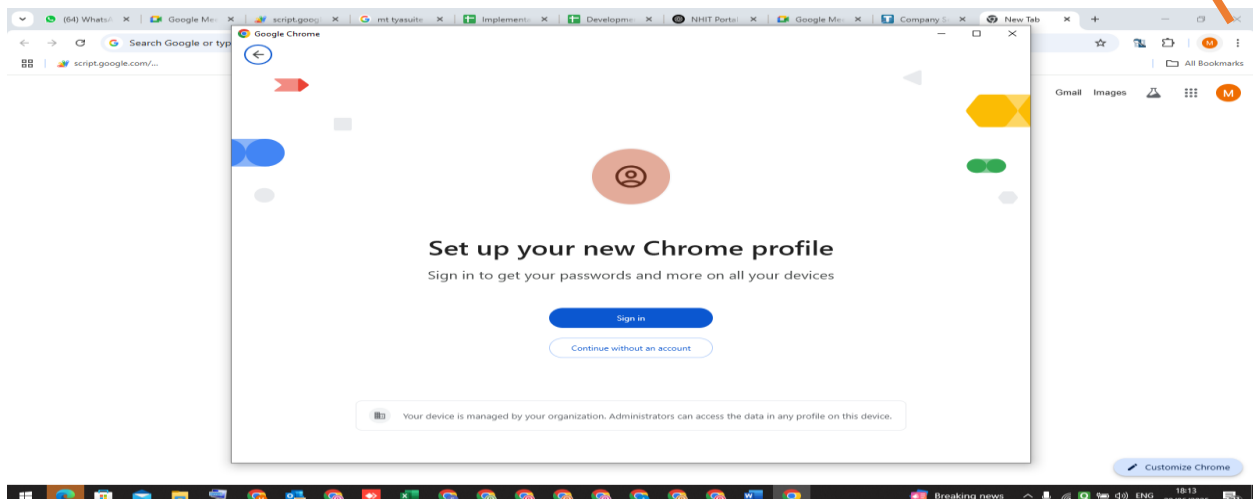 (64) WhatsA
Google Mee
script.googl
mt tyasuite
Implementa
Developme
NHIT Portal
Google Mee
Company S
New Tab
Search Google or typ
Google Chrome
M
script.google.com/...
All Bookmarks
Gmail Images
M
Set up your new Chrome profile
Sign in to get your passwords and more on all your devices
Sign in
Continue without an account
Your device is managed by your organization. Administrators can access the data in any profile on this device.
Customize Chrome
Breaking news
ENG
18:13